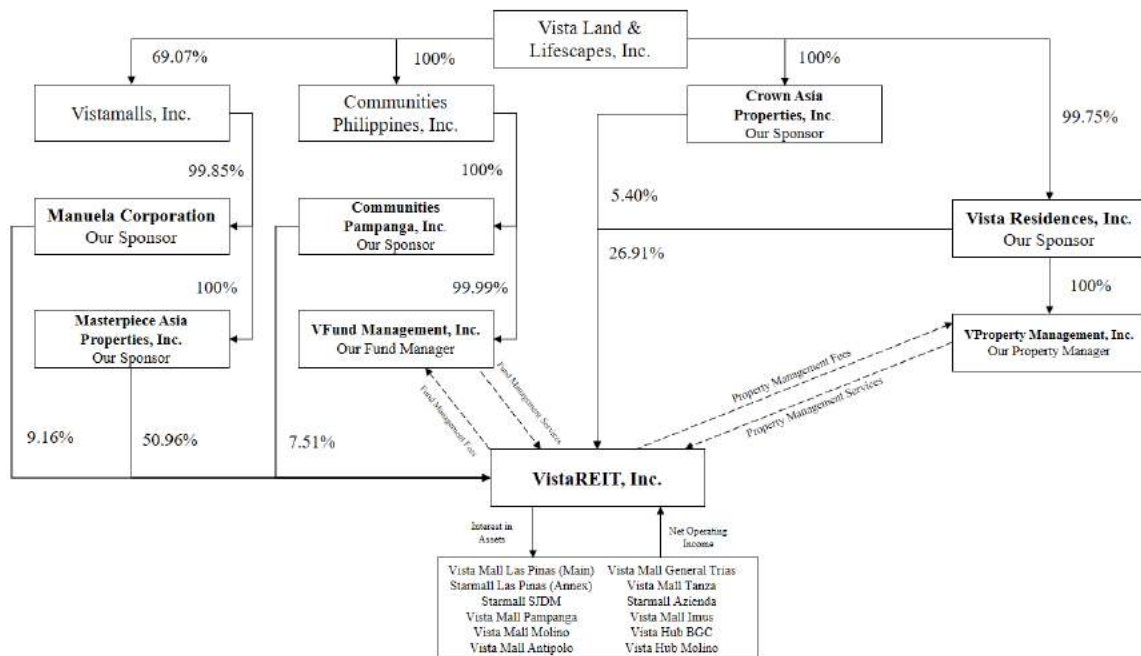 Vista Land &
Lifescapes, Inc.
69.07%
100%
100%
99.75%
Vistamalls, Inc.
Communities
Philippines, Inc.
Crown Asia
Properties, Inc.
Our Sponsor
99.85%
100%
5.40%
Manuela Corporation
Our Sponsor
Communities
Pampanga, Inc.
Our Sponsor
Vista Residences, Inc.
Our Sponsor
26.91%
100%
99.99%
100%
Masterpiece Asia
Properties, Inc.
Our Sponsor
VFund Management, Inc.
Our Fund Manager
VProperty Management, Inc.
Our Property Manager
Fund Management Fees
Fund Management Services
Property Management Fees
Property Management Services
9.16%
50.96%
7.51%
VistaREIT, Inc.
Interest in
Assets
Net Operating
Income
Vista Mall Las Pinas (Main)
Starmall Las Pinas (Annex)
Starmall SJDM
Vista Mall Pampanga
Vista Mall Molino
Vista Mall Antipolo
Vista Mall General Trias
Vista Mall Tanza
Starmall Azienda
Vista Mall Imus
Vista Hub BGC
Vista Hub Molino